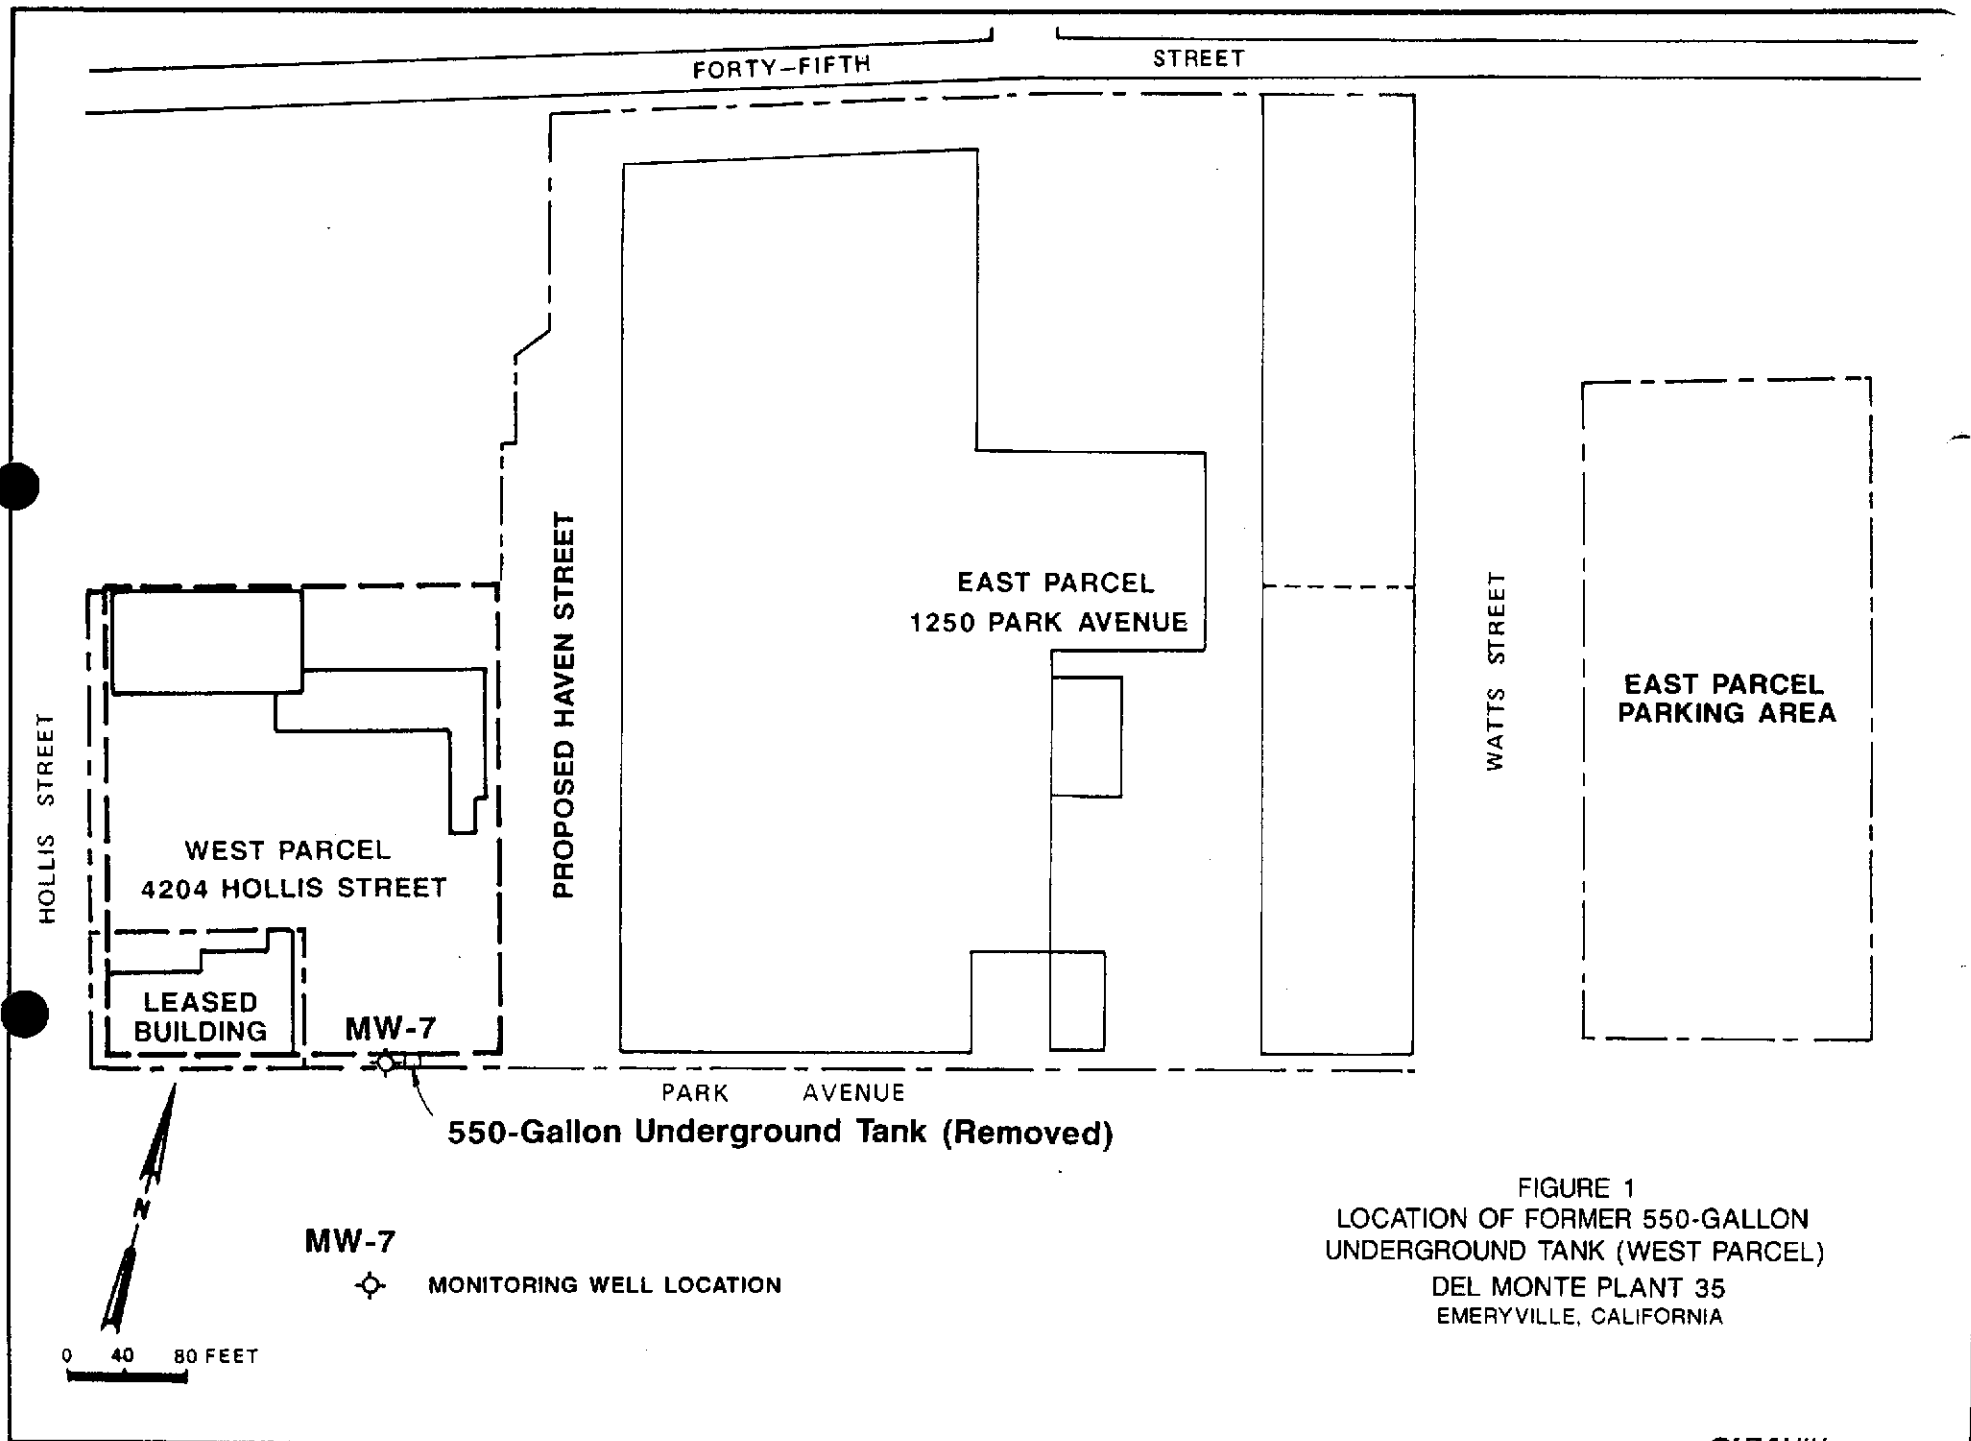 FORTY-FIFTH STREET
PROPOSED HAVEN STREET
EAST PARCEL
1250 PARK AVENUE
WATTS STREET
EAST PARCEL
PARKING AREA
HOLLIS STREET
WEST PARCEL
4204 HOLLIS STREET
LEASED
BUILDING
MW-7
PARK AVENUE
550-Gallon Underground Tank (Removed)
N
MW-7
MONITORING WELL LOCATION
0 40 80 FEET
FIGURE 1
LOCATION OF FORMER 550-GALLON
UNDERGROUND TANK (WEST PARCEL)
DEL MONTE PLANT 35
EMERYVILLE, CALIFORNIA